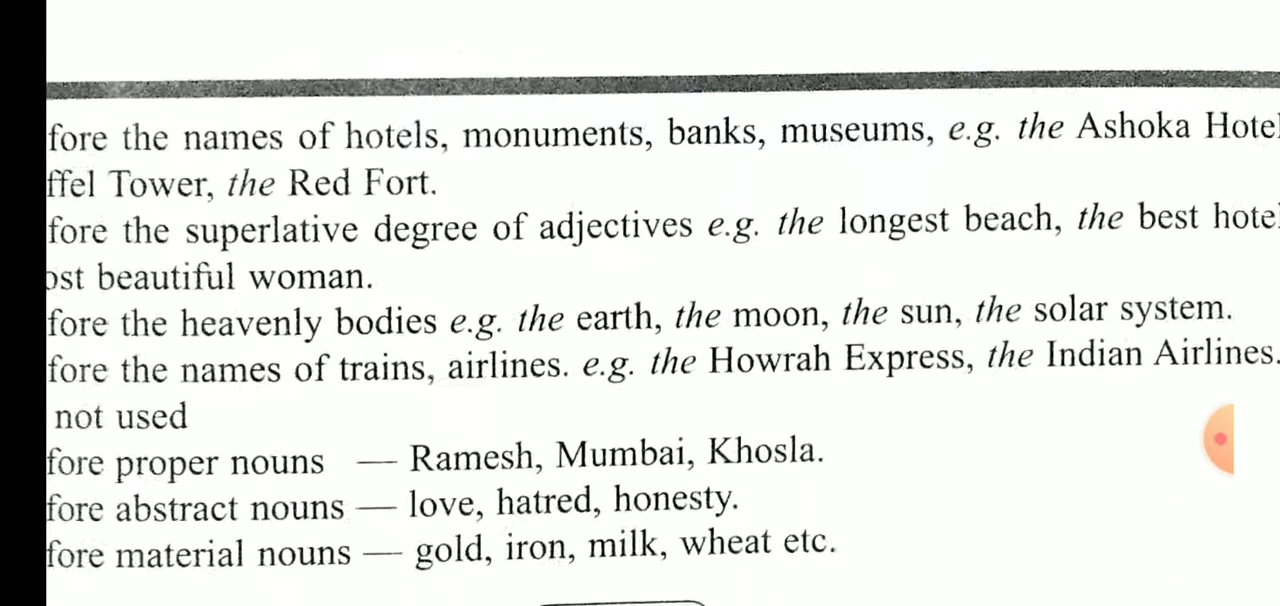 fore the names of hotels, monuments, banks, museums, e.g. the Ashoka Hotel
ffel Tower, the Red Fort.
fore the superlative degree of adjectives e.g. the longest beach, the best hotel
ost beautiful woman.
fore the heavenly bodies e.g. the earth, the moon, the sun, the solar system.
fore the names of trains, airlines. e.g. the Howrah Express, the Indian Airlines.
not used
fore proper nouns — Ramesh, Mumbai, Khosla.
fore abstract nouns — love, hatred, honesty.
fore material nouns — gold, iron, milk, wheat etc.